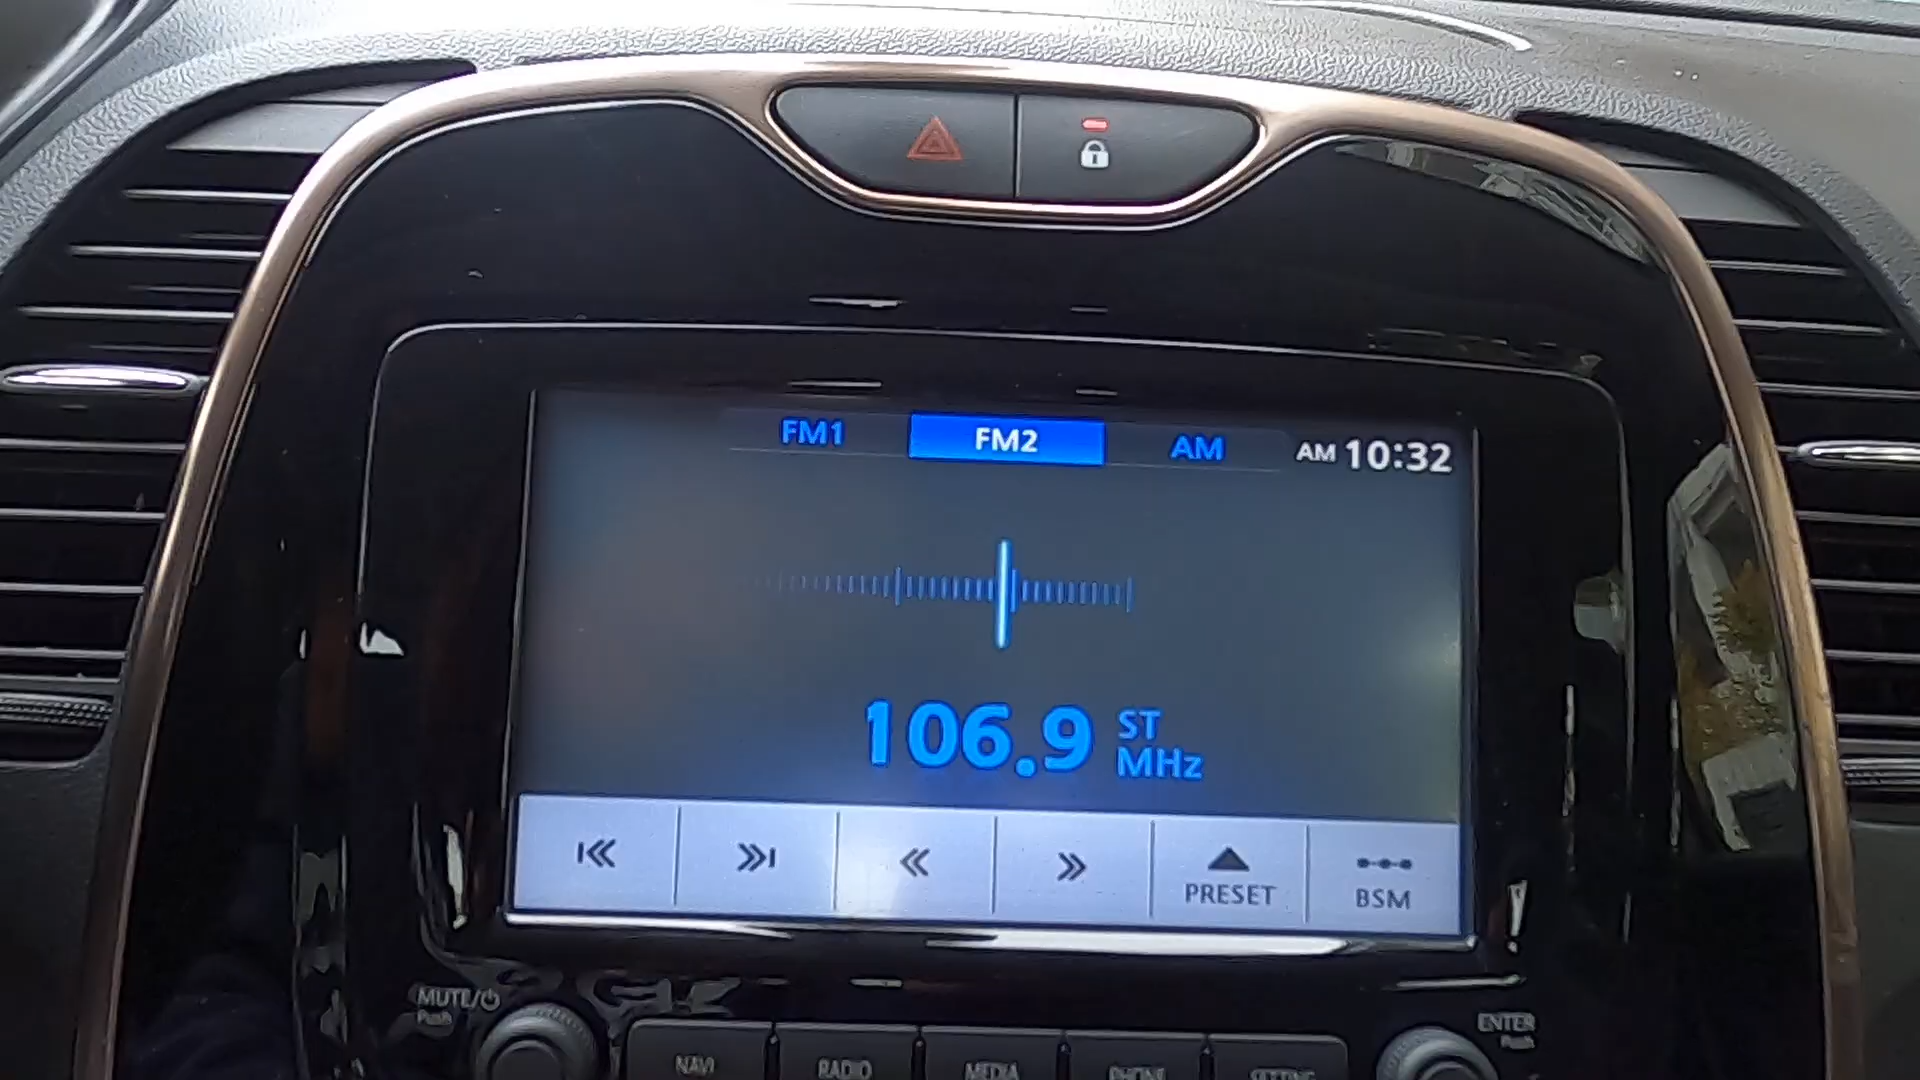 FM1 FM2 AM AM 10:32
106.9 ST
MHz
PRESET BSM
MUTE/
Push
ENTER
Push
NAVI RADIO MEDIA PHONE SETTING